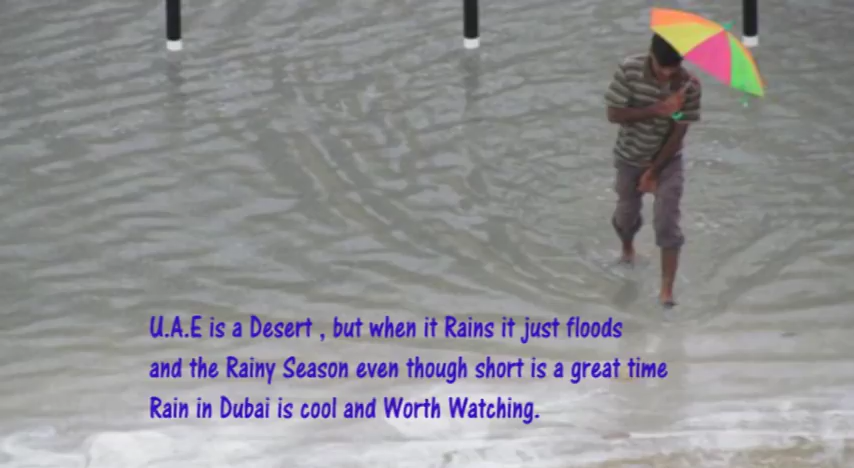 U.A.E is a Desert , but when it Rains it just floods
and the Rainy Season even though short is a great time
Rain in Dubai is cool and Worth Watching.